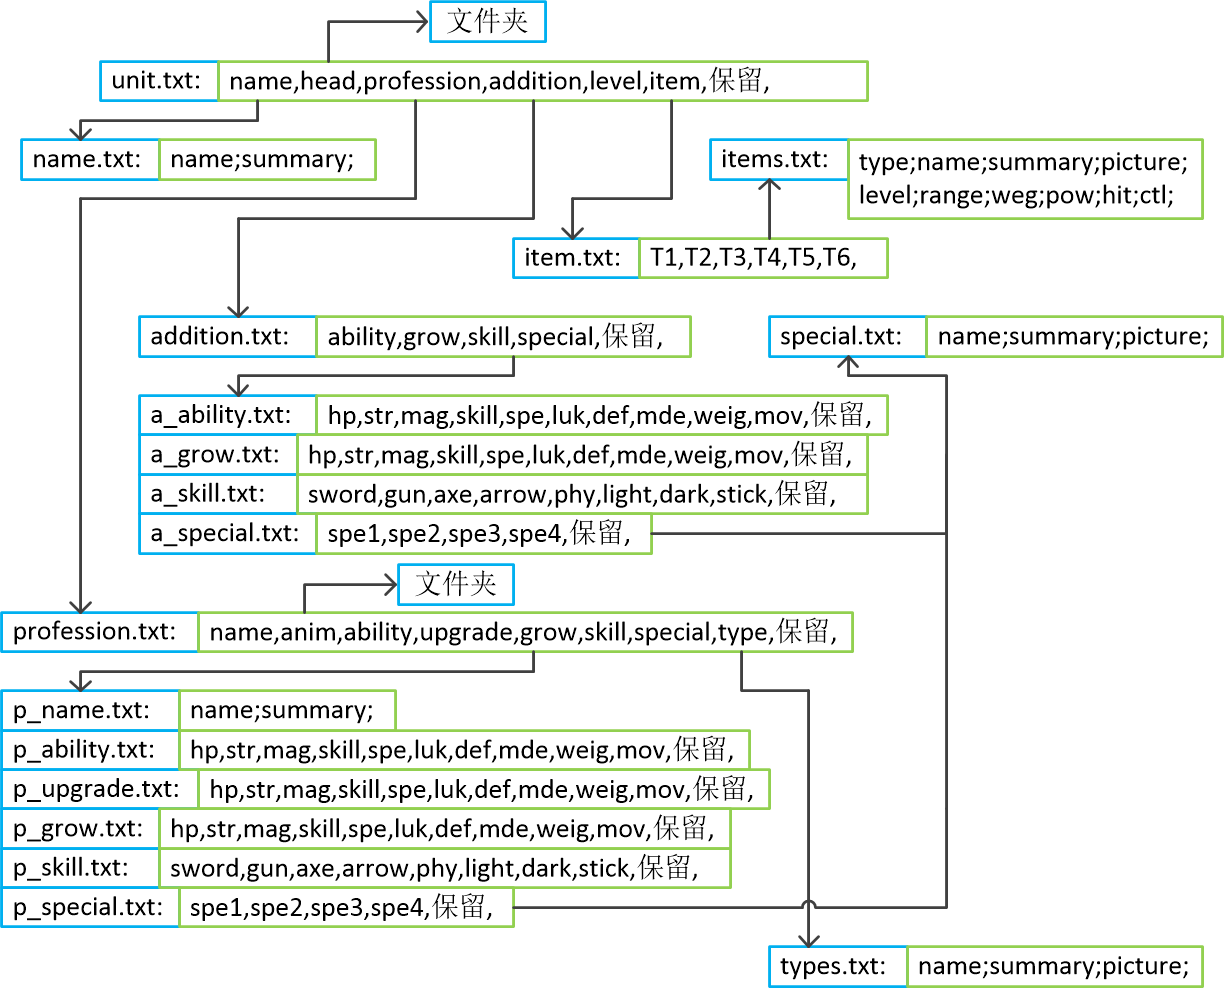 文件夹
unit.txt: name,head,profession,addition,level,item,保留,
name.txt: name;summary;
items.txt: type;name;summary;picture;
level;range;weg;pow;hit;ctl;
item.txt: T1,T2,T3,T4,T5,T6,
addition.txt: ability,grow,skill,special,保留,
special.txt: name;summary;picture;
a_ability.txt: hp,str,mag,skill,spe,luk,def,mde,weig,mov,保留,
a_grow.txt: hp,str,mag,skill,spe,luk,def,mde,weig,mov,保留,
a_skill.txt: sword,gun,axe,arrow,phy,light,dark,stick,保留,
a_special.txt: spe1,spe2,spe3,spe4,保留,
文件夹
profession.txt: name,anim,ability,upgrade,grow,skill,special,type,保留,
p_name.txt: name;summary;
p_ability.txt: hp,str,mag,skill,spe,luk,def,mde,weig,mov,保留,
p_upgrade.txt: hp,str,mag,skill,spe,luk,def,mde,weig,mov,保留,
p_grow.txt: hp,str,mag,skill,spe,luk,def,mde,weig,mov,保留,
p_skill.txt: sword,gun,axe,arrow,phy,light,dark,stick,保留,
p_special.txt: spe1,spe2,spe3,spe4,保留,
types.txt: name;summary;picture;